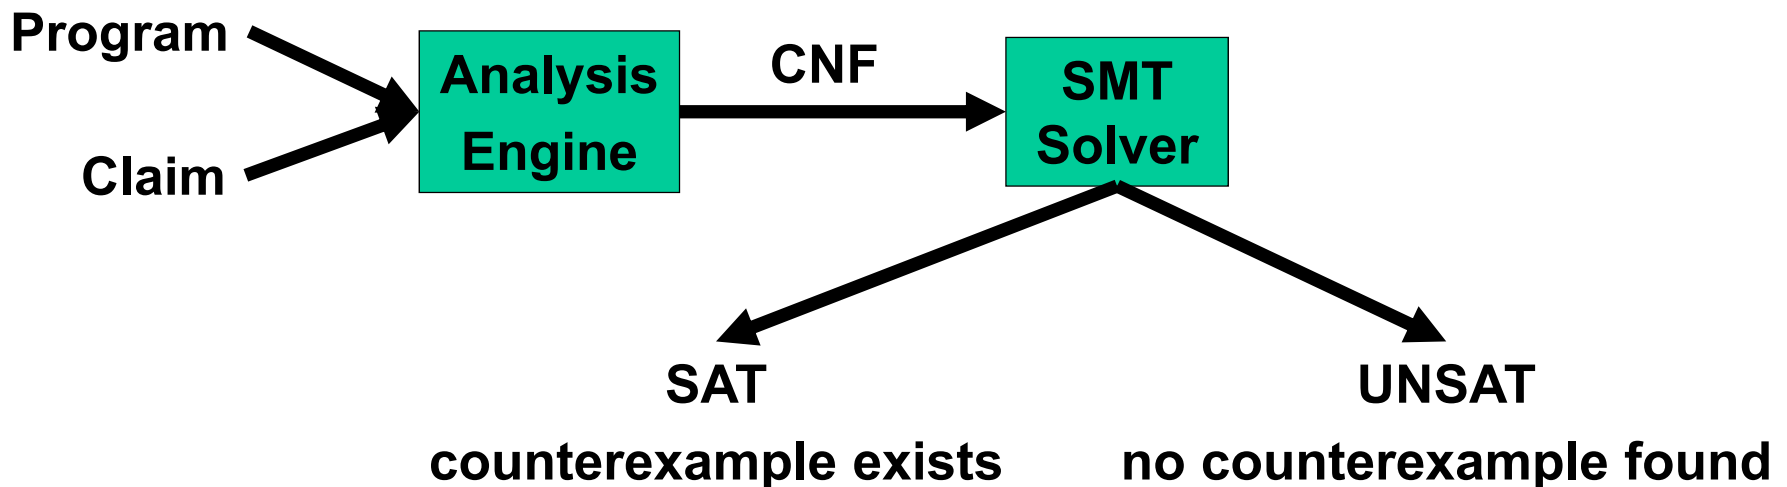 Program
Claim
Analysis
Engine
CNF
SMT
Solver
SAT
counterexample exists
UNSAT
no counterexample found